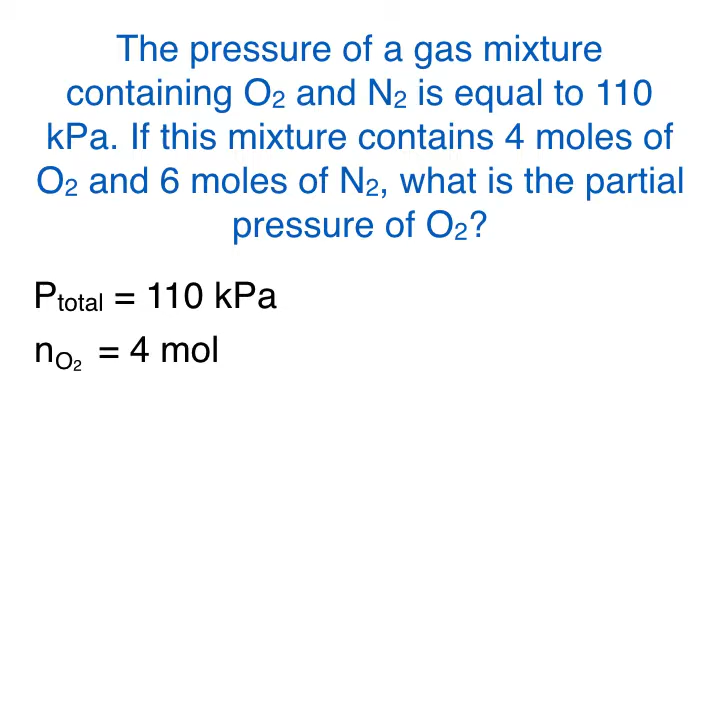 The pressure of a gas mixture
containing O₂ and N₂ is equal to 110
kPa. If this mixture contains 4 moles of
O₂ and 6 moles of N₂, what is the partial
pressure of O₂?
P_total = 110 kPa
n_O₂ = 4 mol